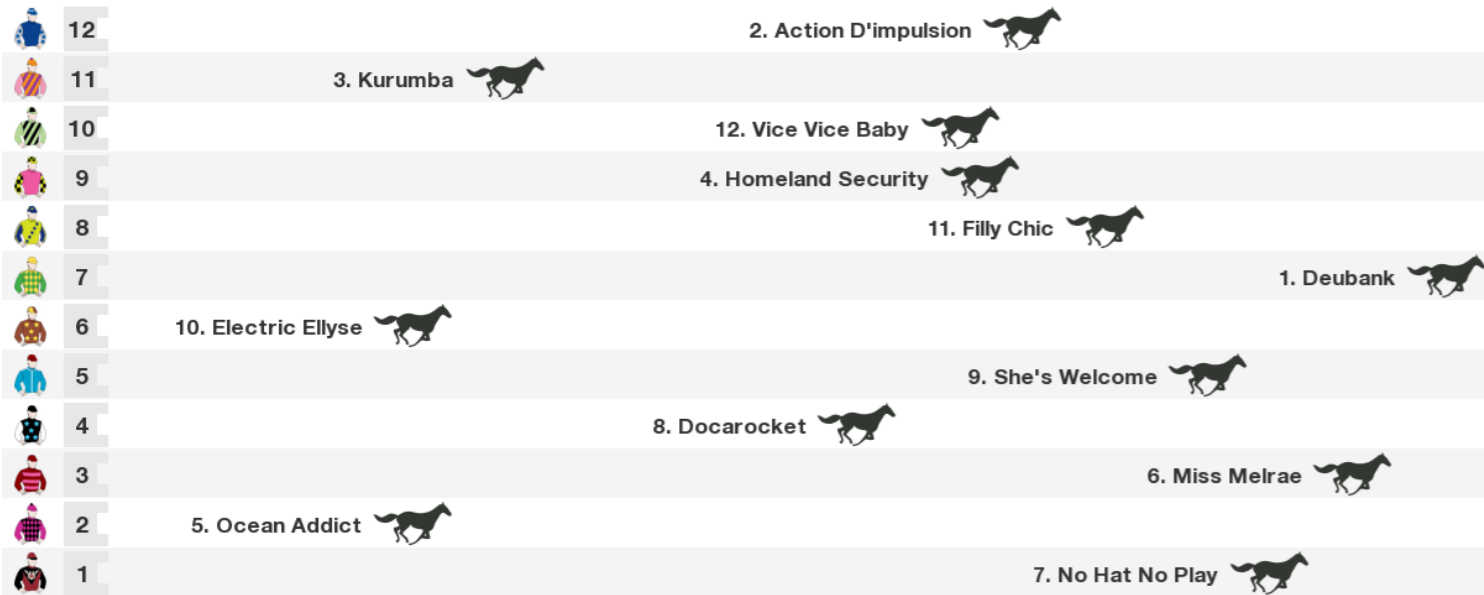 12 2. Action D'impulsion
11 3. Kurumba
10 12. Vice Vice Baby
9 4. Homeland Security
8 11. Filly Chic
7 1. Deubank
6 10. Electric Ellyse
5 9. She's Welcome
4 8. Docarocket
3 6. Miss Melrae
2 5. Ocean Addict
1 7. No Hat No Play